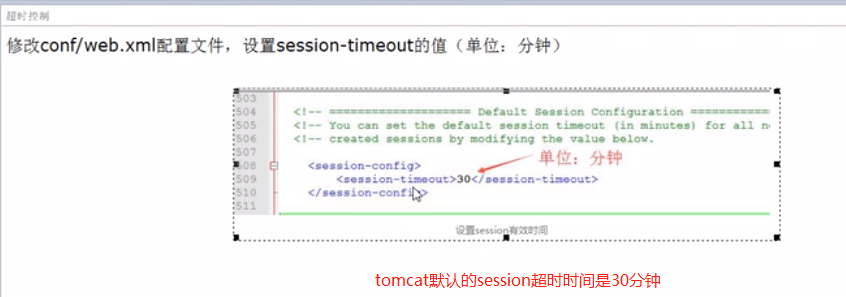 超时控制
修改conf/web.xml配置文件，设置session-timeout的值（单位：分钟）
503
504 <!-- ==================== Default Session Configuration ============
505 <!-- You can set the default session timeout (in minutes) for all ne
506 <!-- created sessions by modifying the value below.
507
508 <session-config>
单位：分钟
509 <session-timeout>30</session-timeout>
510 </session-config>
511
设置session有效时间
tomcat默认的session超时时间是30分钟